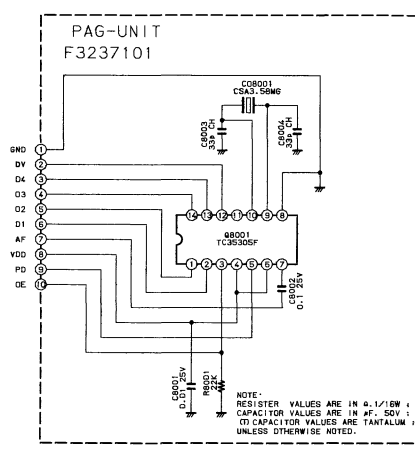 PAG-UNIT
F3237101
CO8001
CSA3.58MG
C8003
33p CH
C8004
33p CH
GND 1
DV 2
D4 3
D3 4
D2 5
D1 6
AF 7
VDD 8
PD 9
OE 10
14 13 12 11 10 9 8
Q8001
TC35305F
1 2 3 4 5 6 7
C8002
0.1 25V
C8001
0.01 25V
R8001
22K
NOTE·
RESISTER VALUES ARE IN Ω.1/16W ;
CAPACITOR VALUES ARE IN μF. 50V ;
(T) CAPACITOR VALUES ARE TANTALUM ;
UNLESS OTHERWISE NOTED.